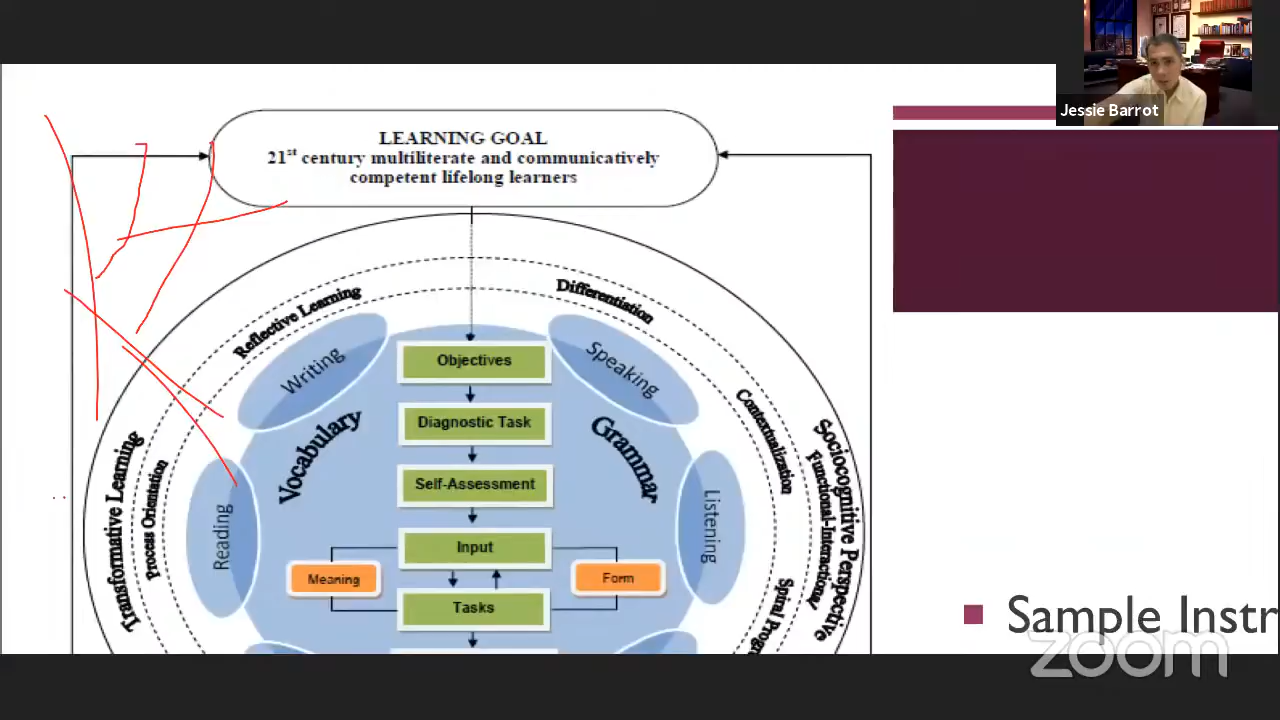 Jessie Barrot
LEARNING GOAL
21st century multiliterate and communicatively
competent lifelong learners
Reflective Learning
Differentiation
Writing
Speaking
Objectives
Vocabulary
Diagnostic Task
Grammar
Contextualization
Self-Assessment
Transformative Learning
Process Orientation
Reading
Listening
Functional-Interactionay
Sociocognitive Perspective
Input
Meaning
Form
Tasks
Spiral Progr
Sample Instr
zoom